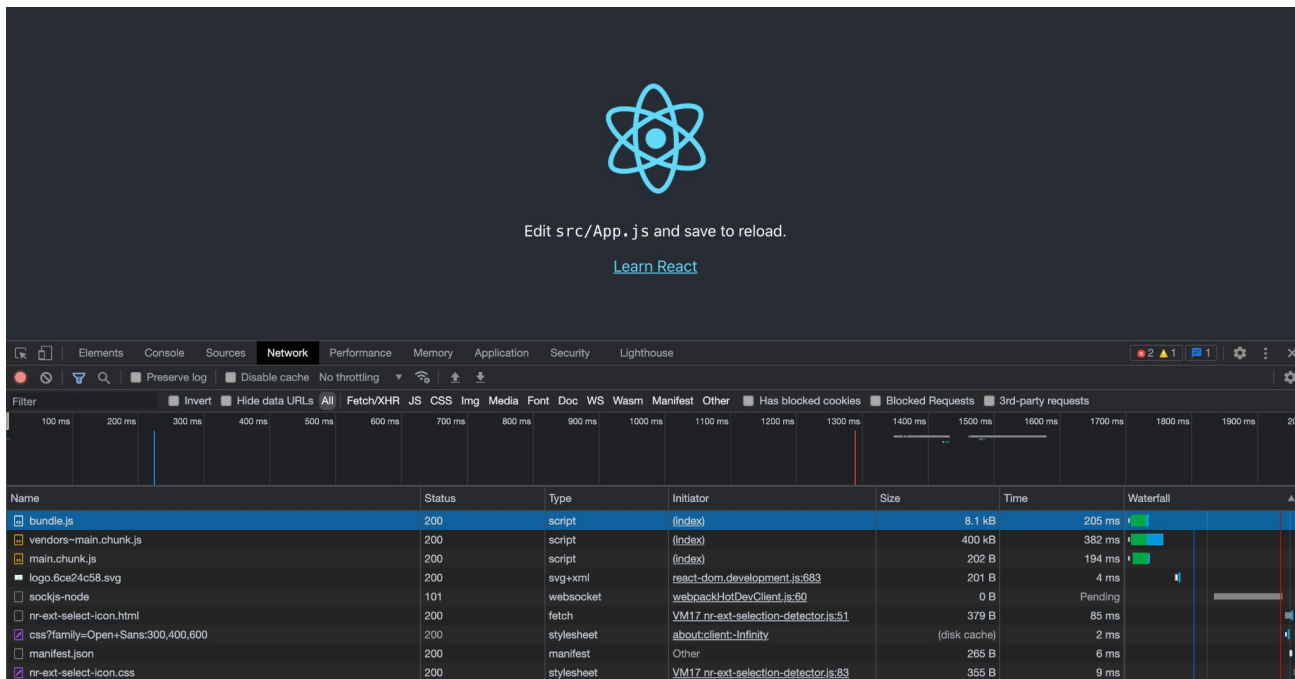 Edit src/App.js and save to reload.
Learn React
Elements Console Sources Network Performance Memory Application Security Lighthouse 2 1 1
Preserve log Disable cache No throttling
Filter Invert Hide data URLs All Fetch/XHR JS CSS Img Media Font Doc WS Wasm Manifest Other Has blocked cookies Blocked Requests 3rd-party requests
100 ms 200 ms 300 ms 400 ms 500 ms 600 ms 700 ms 800 ms 900 ms 1000 ms 1100 ms 1200 ms 1300 ms 1400 ms 1500 ms 1600 ms 1700 ms 1800 ms 1900 ms 20
Name Status Type Initiator Size Time Waterfall
bundle.js 200 script (index) 8.1 kB 205 ms
vendors~main.chunk.js 200 script (index) 400 kB 382 ms
main.chunk.js 200 script (index) 202 B 194 ms
logo.6ce24c58.svg 200 svg+xml react-dom.development.js:683 201 B 4 ms
sockjs-node 101 websocket webpackHotDevClient.js:60 0 B Pending
nr-ext-select-icon.html 200 fetch VM17 nr-ext-selection-detector.js:51 379 B 85 ms
css?family=Open+Sans:300,400,600 200 stylesheet about:client:-Infinity (disk cache) 2 ms
manifest.json 200 manifest Other 265 B 6 ms
nr-ext-select-icon.css 200 stylesheet VM17 nr-ext-selection-detector.js:83 355 B 9 ms